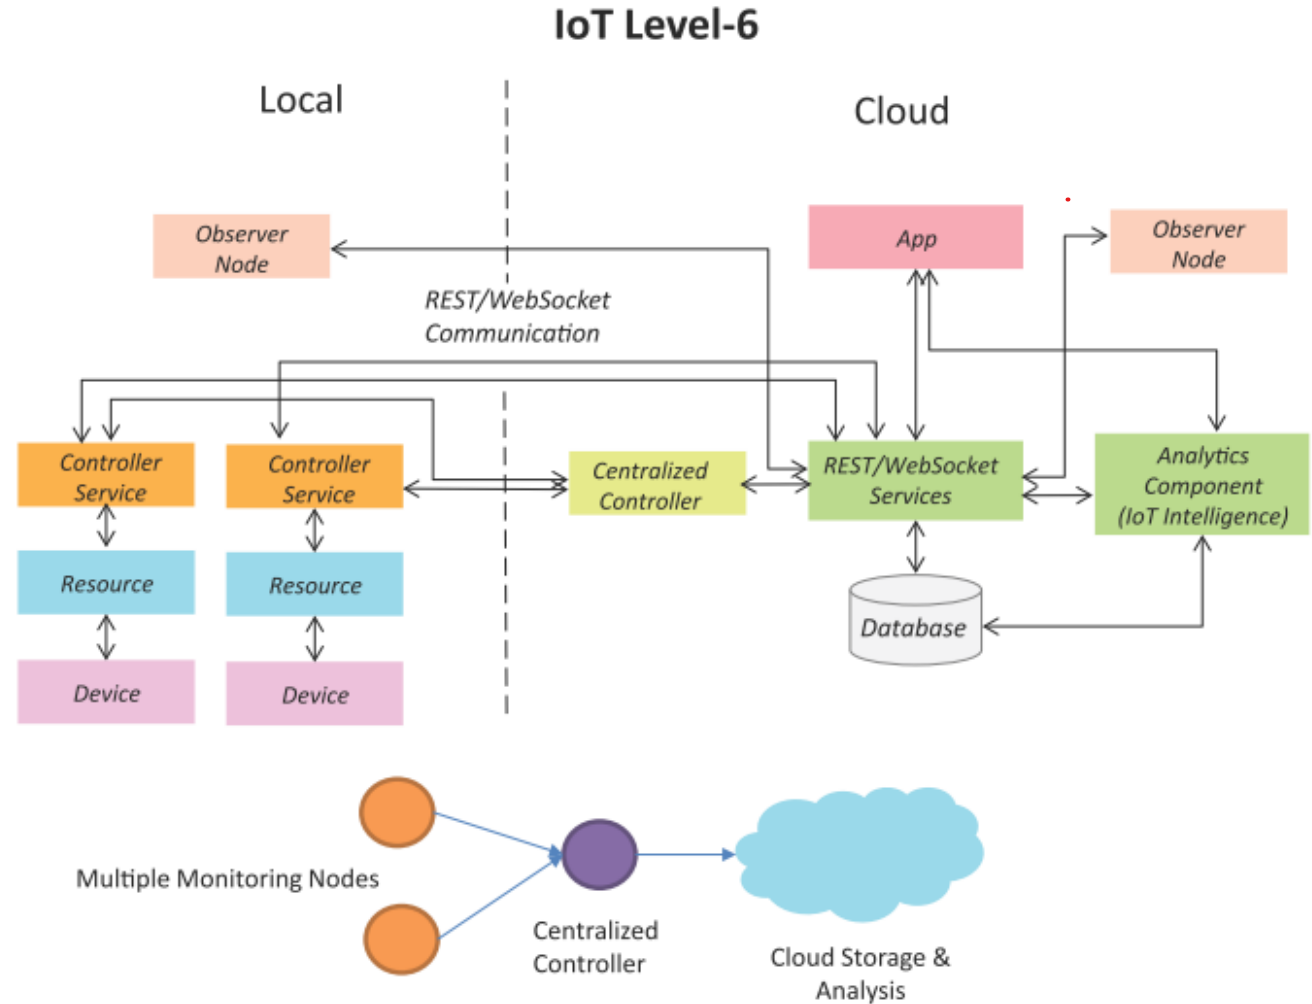 IoT Level-6
Local
Cloud
Observer
Node
App
Observer
Node
REST/WebSocket
Communication
Controller
Service
Controller
Service
Centralized
Controller
REST/WebSocket
Services
Analytics
Component
(IoT Intelligence)
Resource
Resource
Database
Device
Device
Multiple Monitoring Nodes
Centralized
Controller
Cloud Storage &
Analysis